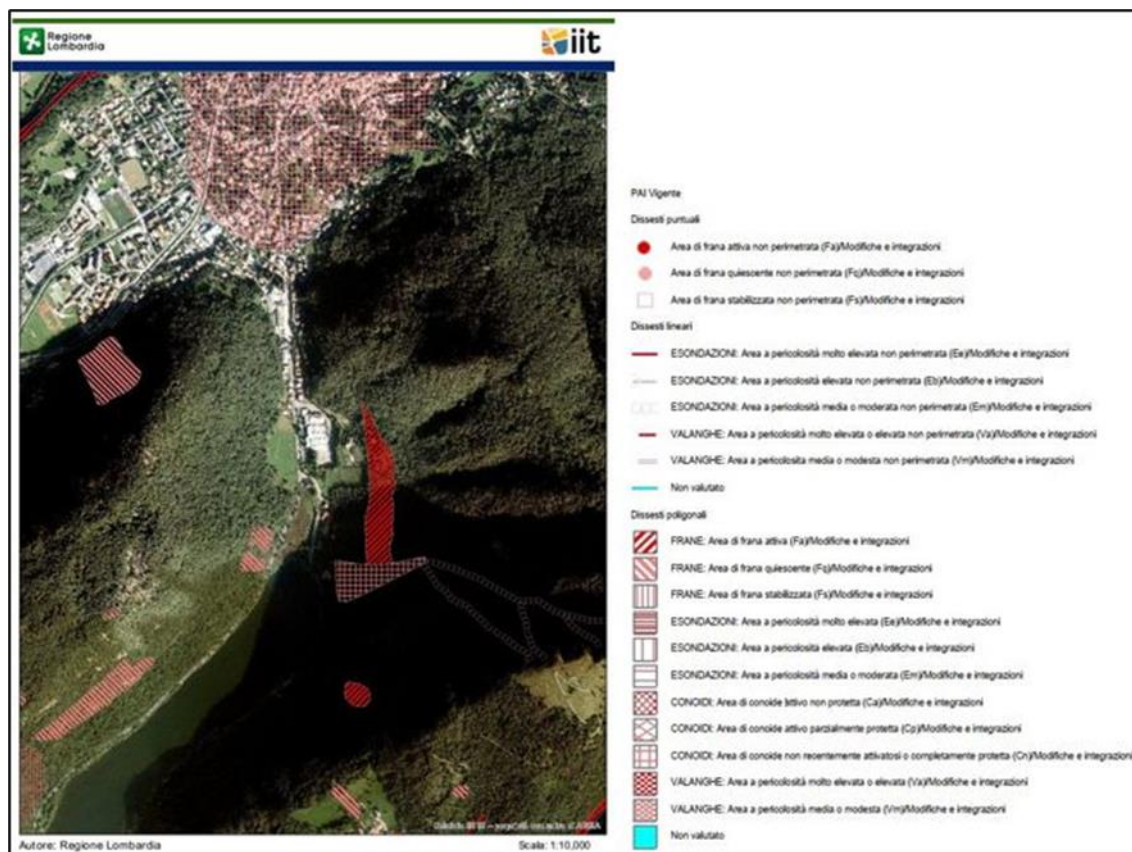 Regione
Lombardia
iit
PAI Vigente
Dissesti puntuali
Area di frana attiva non perimetrata (Fa)/Modifiche e integrazioni
Area di frana quiescente non perimetrata (Fq)/Modifiche e integrazioni
Area di frana stabilizzata non perimetrata (Fs)/Modifiche e integrazioni
Dissesti lineari
ESONDAZIONI: Area a pericolosità molto elevata non perimetrata (Ee)/Modifiche e integrazioni
ESONDAZIONI: Area a pericolosità elevata non perimetrata (Eb)/Modifiche e integrazioni
ESONDAZIONI: Area a pericolosità media o moderata non perimetrata (Em)/Modifiche e integrazioni
VALANGHE: Area a pericolosità molto elevata o elevata non perimetrata (Va)/Modifiche e integrazioni
VALANGHE: Area a pericolosita media o modesta non perimetrata (Vm)/Modifiche e integrazioni
Non valutato
Dissesti poligonali
FRANE: Area di frana attiva (Fa)/Modifiche e integrazioni
FRANE: Area di frana quiescente (Fq)/Modifiche e integrazioni
FRANE: Area di frana stabilizzata (Fs)/Modifiche e integrazioni
ESONDAZIONI: Area a pericolosità molto elevata (Ee)/Modifiche e integrazioni
ESONDAZIONI: Area a pericolosità elevata (Eb)/Modifiche e integrazioni
ESONDAZIONI: Area a pericolosità media o moderata (Em)/Modifiche e integrazioni
CONOIDI: Area di conoide attivo non protetta (Ca)/Modifiche e integrazioni
CONOIDI: Area di conoide attivo parzialmente protetta (Cp)/Modifiche e integrazioni
CONOIDI: Area di conoide non recentemente attivatosi o completamente protetta (Cn)/Modifiche e integrazioni
VALANGHE: Area a pericolosità molto elevata o elevata (Va)/Modifiche e integrazioni
VALANGHE: Area a pericolosità media o modesta (Vm)/Modifiche e integrazioni
Non valutato
Autore: Regione Lombardia
Scala: 1:10,000